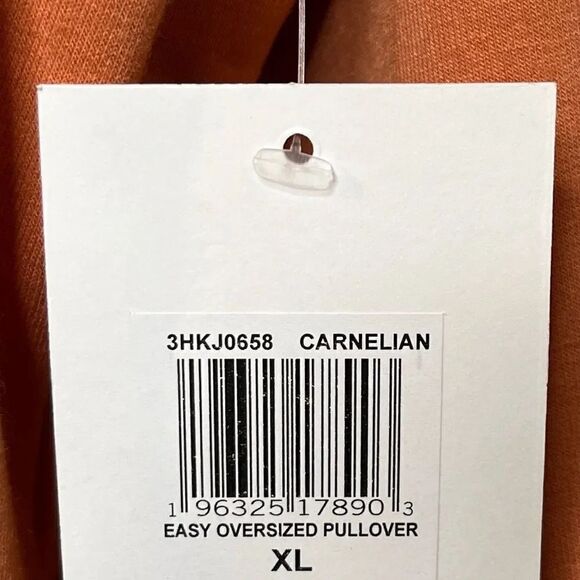 3HKJ0658 CARNELIAN
1 96325 17890 3
EASY OVERSIZED PULLOVER
XL